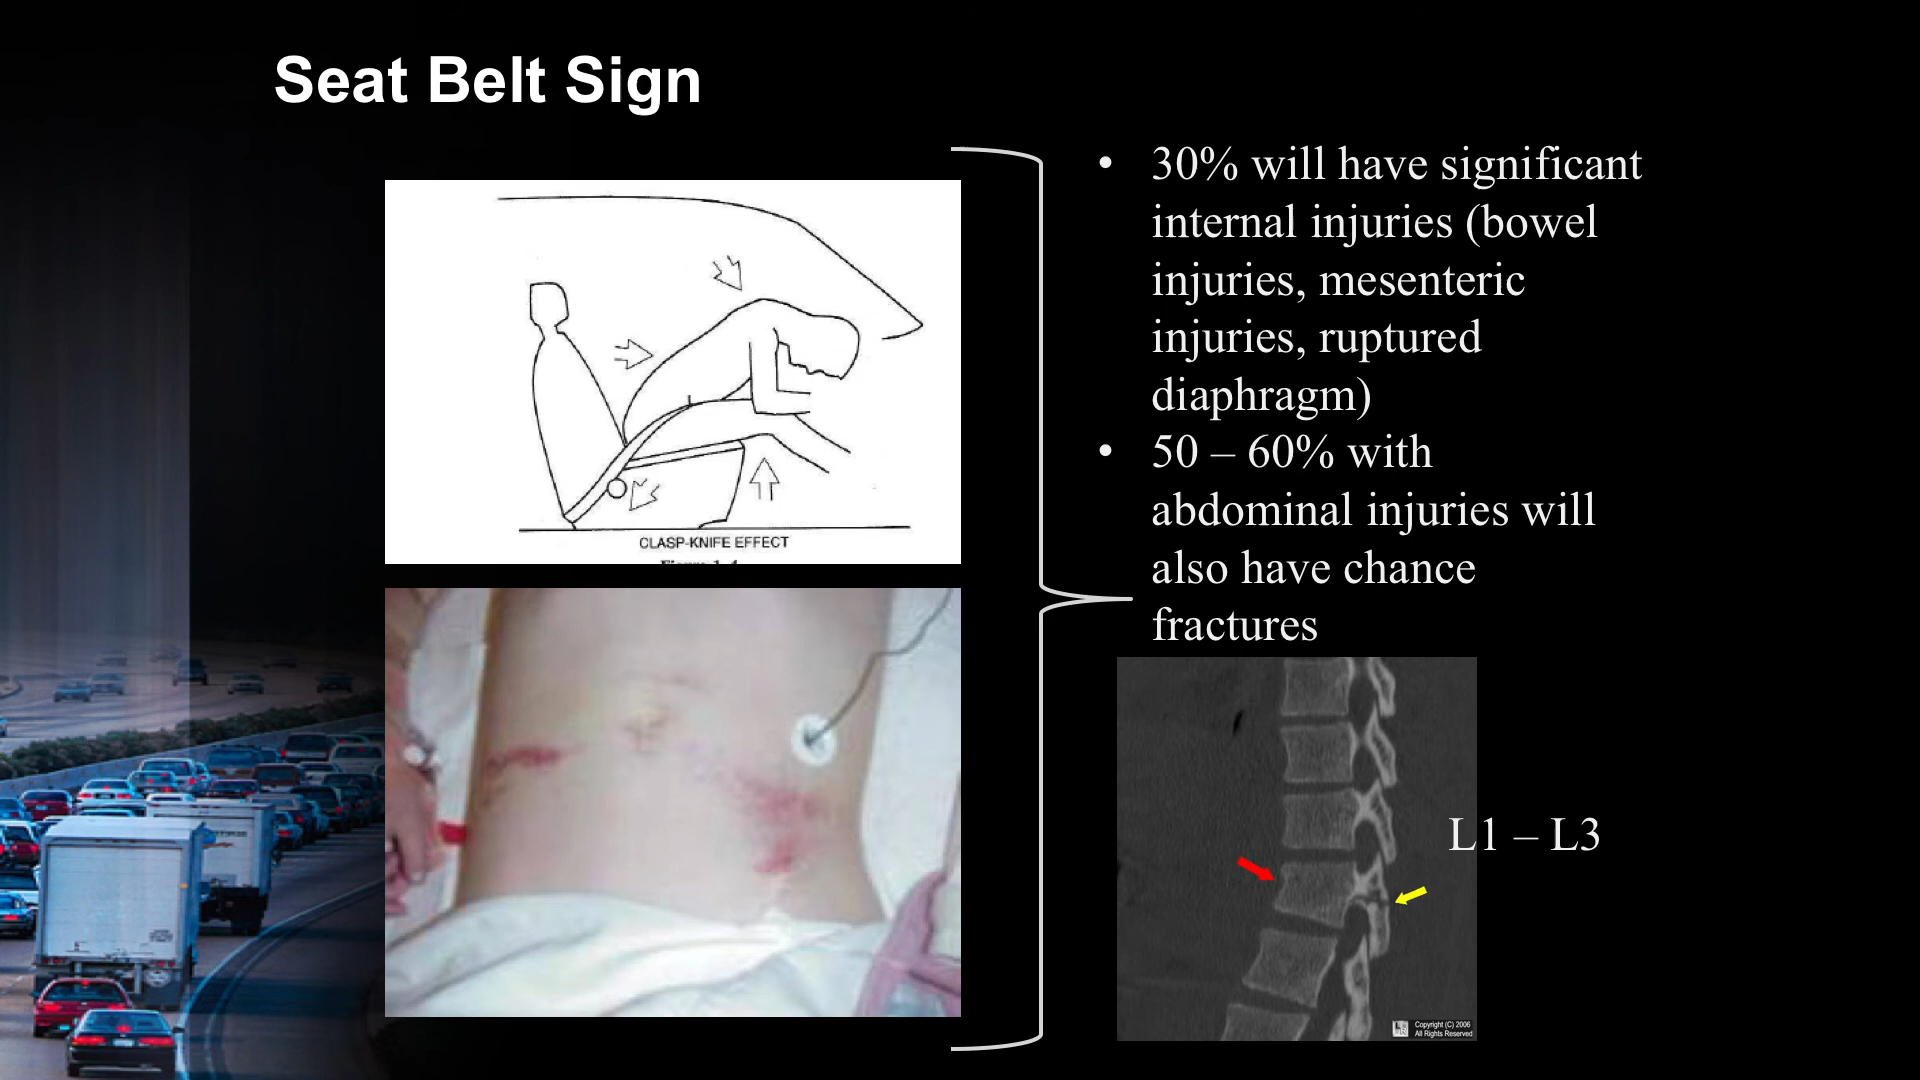 Seat Belt Sign
CLASP-KNIFE EFFECT
• 30% will have significant
internal injuries (bowel
injuries, mesenteric
injuries, ruptured
diaphragm)
• 50 – 60% with
abdominal injuries will
also have chance
fractures
L1 – L3
Copyright (C) 2006
All Rights Reserved